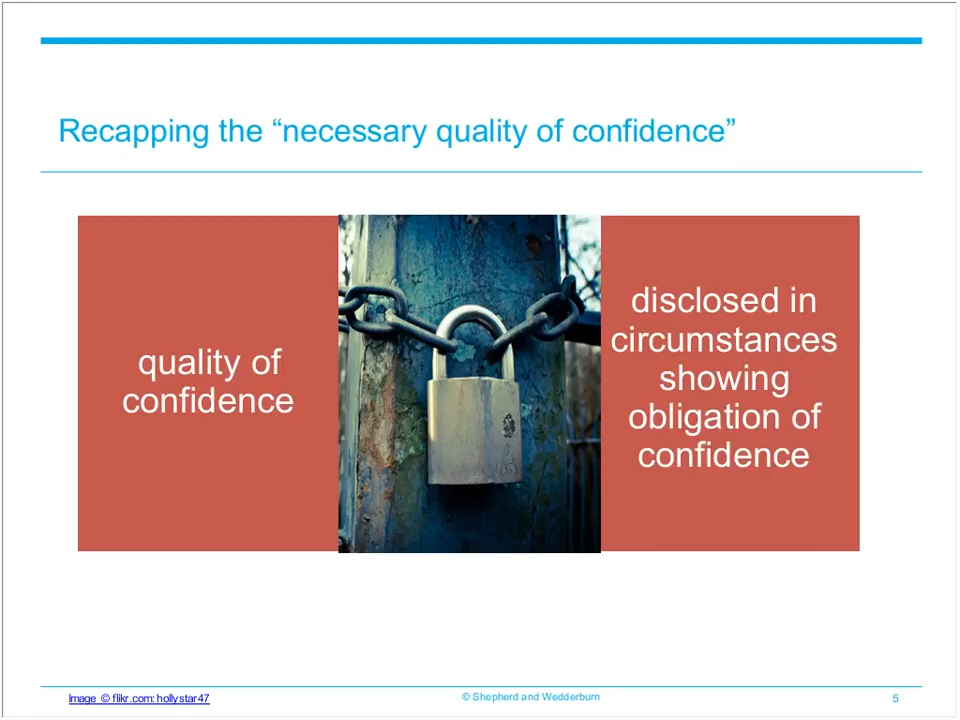 Recapping the “necessary quality of confidence”
quality of
confidence
disclosed in
circumstances
showing
obligation of
confidence
Image © flikr.com: hollystar47
© Shepherd and Wedderburn
5